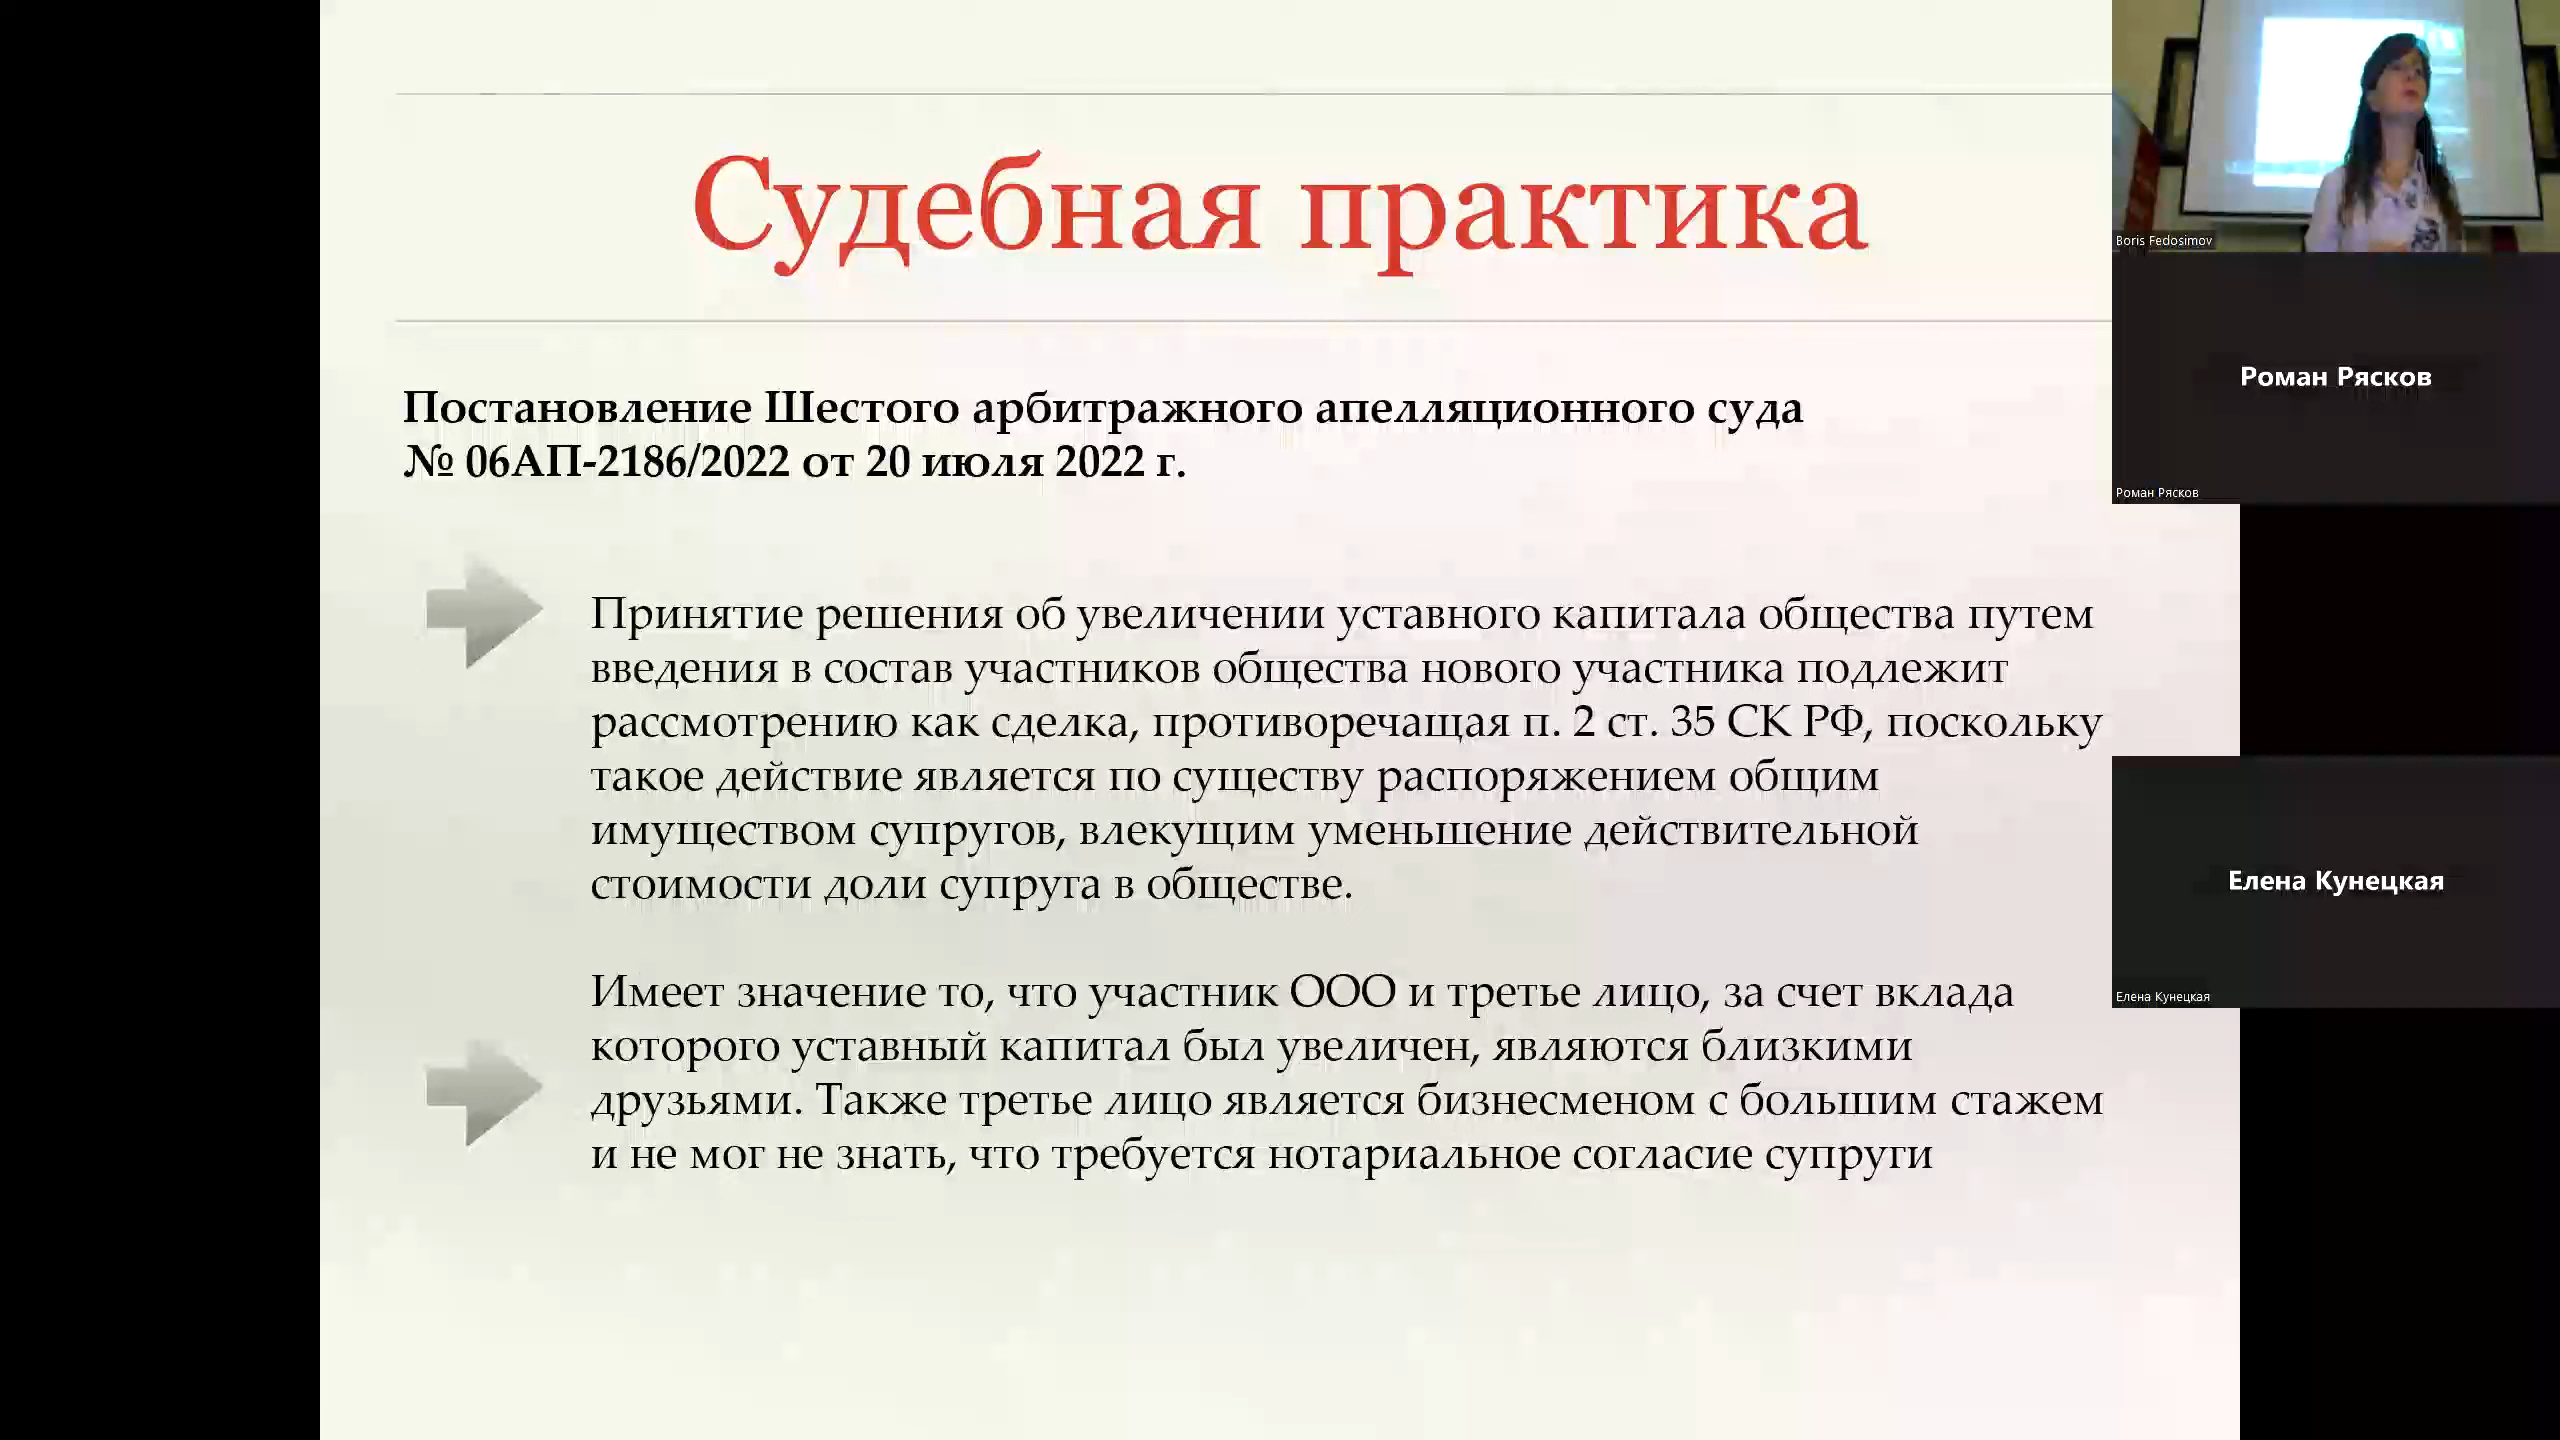 Судебная практика
Постановление Шестого арбитражного апелляционного суда
№ 06АП-2186/2022 от 20 июля 2022 г.
Принятие решения об увеличении уставного капитала общества путем
введения в состав участников общества нового участника подлежит
рассмотрению как сделка, противоречащая п. 2 ст. 35 СК РФ, поскольку
такое действие является по существу распоряжением общим
имуществом супругов, влекущим уменьшение действительной
стоимости доли супруга в обществе.
Имеет значение то, что участник ООО и третье лицо, за счет вклада
которого уставный капитал был увеличен, являются близкими
друзьями. Также третье лицо является бизнесменом с большим стажем
и не мог не знать, что требуется нотариальное согласие супруги
Boris Fedosimov
Роман Рясков
Роман Рясков
Елена Кунецкая
Елена Кунецкая